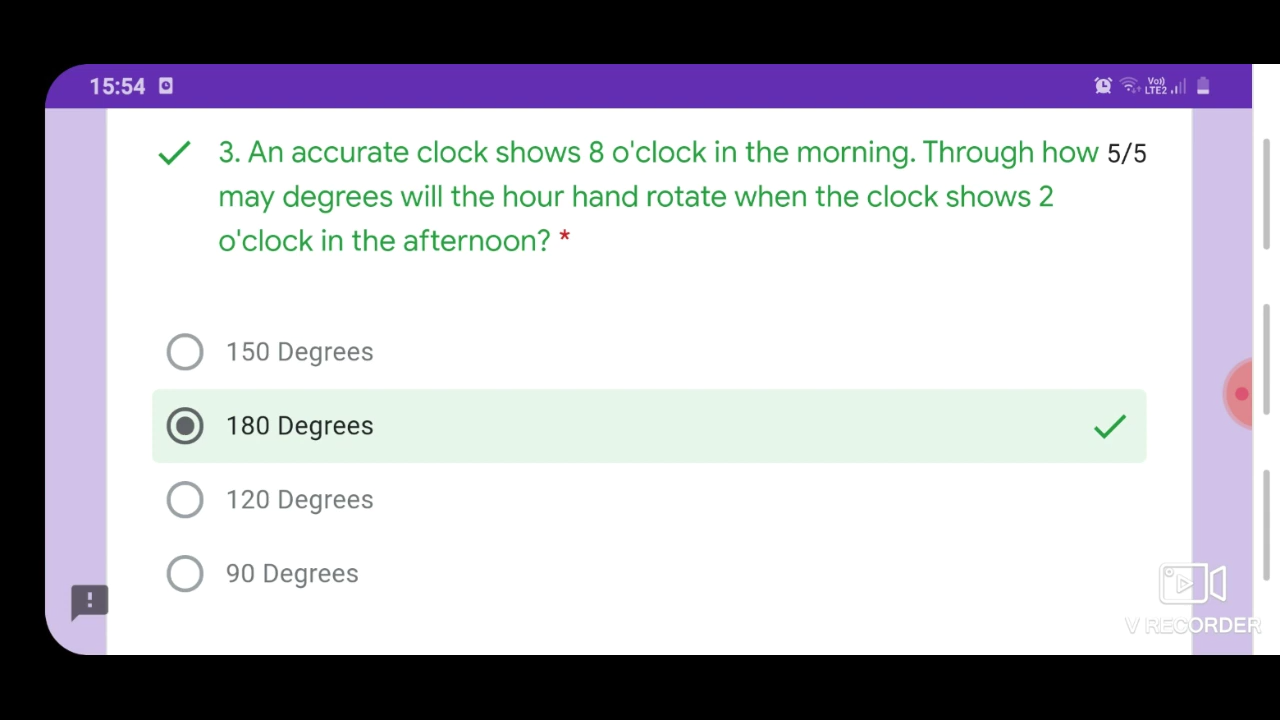 15:54
Vo))
LTE2
3. An accurate clock shows 8 o'clock in the morning. Through how 5/5
may degrees will the hour hand rotate when the clock shows 2
o'clock in the afternoon? *
150 Degrees
180 Degrees
120 Degrees
90 Degrees
V RECORDER